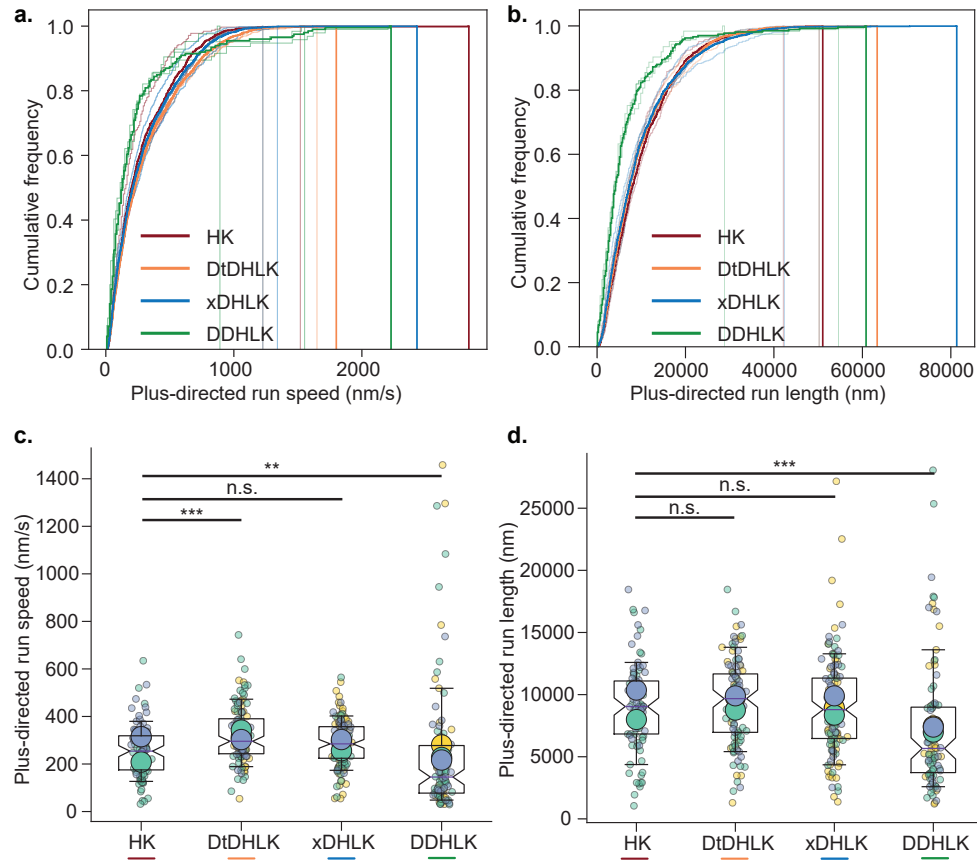 a.
Cumulative frequency
1.0
0.8
0.6
0.4
0.2
0.0
HK
DtDHLK
xDHLK
DDHLK
0
1000
2000
Plus-directed run speed (nm/s)
b.
Cumulative frequency
1.0
0.8
0.6
0.4
0.2
0.0
HK
DtDHLK
xDHLK
DDHLK
0
20000
40000
60000
80000
Plus-directed run length (nm)
c.
Plus-directed run speed (nm/s)
1400
1200
1000
800
600
400
200
0
**
n.s.
***
HK
DtDHLK
xDHLK
DDHLK
d.
Plus-directed run length (nm)
25000
20000
15000
10000
5000
0
***
n.s.
n.s.
HK
DtDHLK
xDHLK
DDHLK